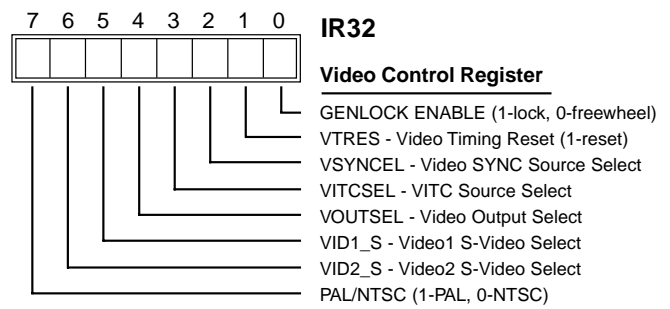 7 6 5 4 3 2 1 0
IR32
Video Control Register
GENLOCK ENABLE (1-lock, 0-freewheel)
VTRES - Video Timing Reset (1-reset)
VSYNCEL - Video SYNC Source Select
VITCSEL - VITC Source Select
VOUTSEL - Video Output Select
VID1_S - Video1 S-Video Select
VID2_S - Video2 S-Video Select
PAL/NTSC (1-PAL, 0-NTSC)